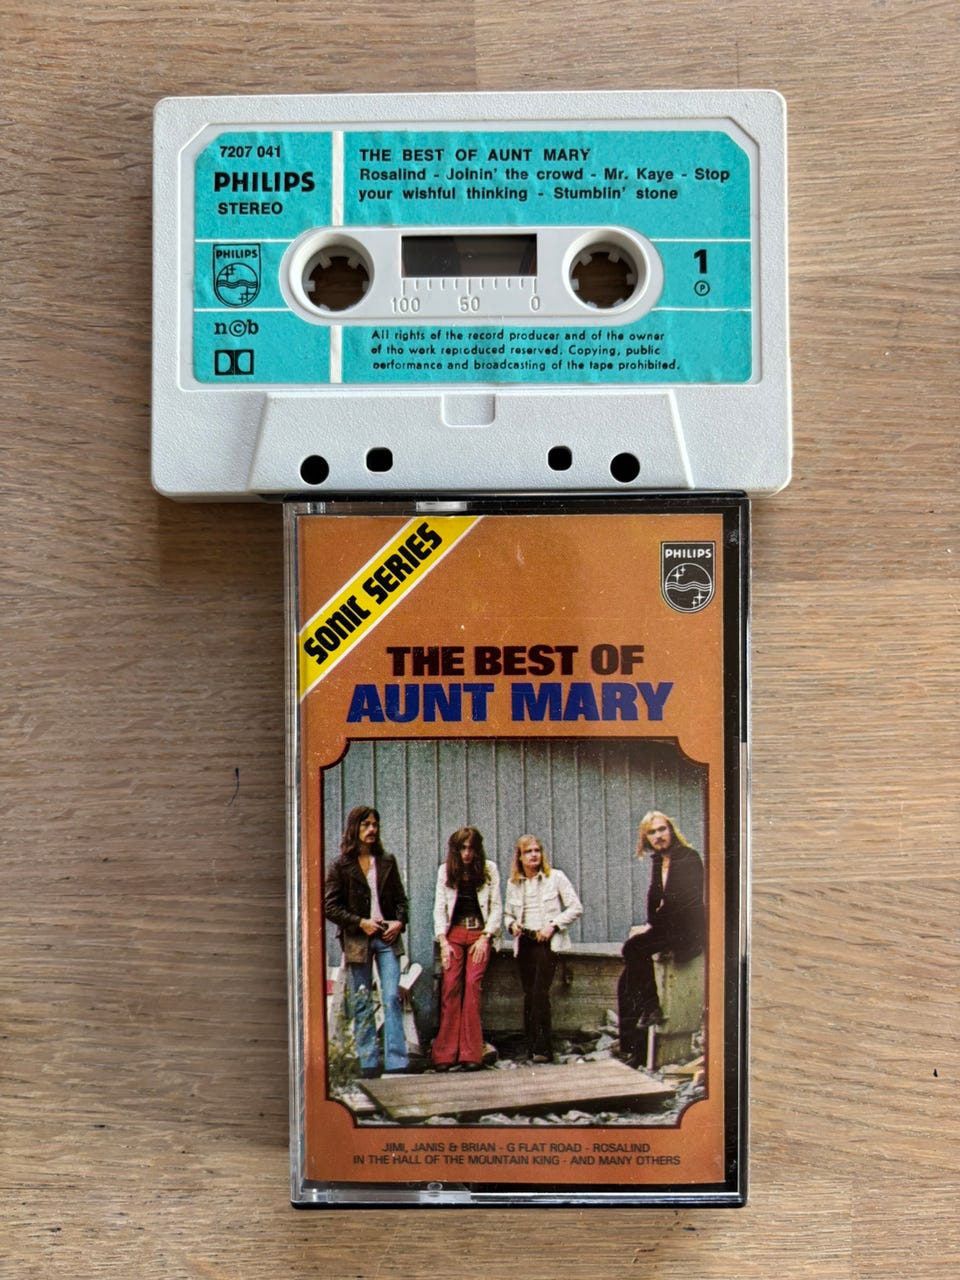 7207 041
PHILIPS
STEREO
THE BEST OF AUNT MARY
Rosalind - Joinin' the crowd - Mr. Kaye - Stop
your wishful thinking - Stumblin' stone
PHILIPS
1
℗
100 50 0
n©b
All rights of the record producer and of the owner
of the work reproduced reserved. Copying, public
performance and broadcasting of the tape prohibited.
SONIC SERIES
PHILIPS
THE BEST OF
AUNT MARY
JIMI, JANIS & BRIAN - G FLAT ROAD - ROSALIND
IN THE HALL OF THE MOUNTAIN KING - AND MANY OTHERS